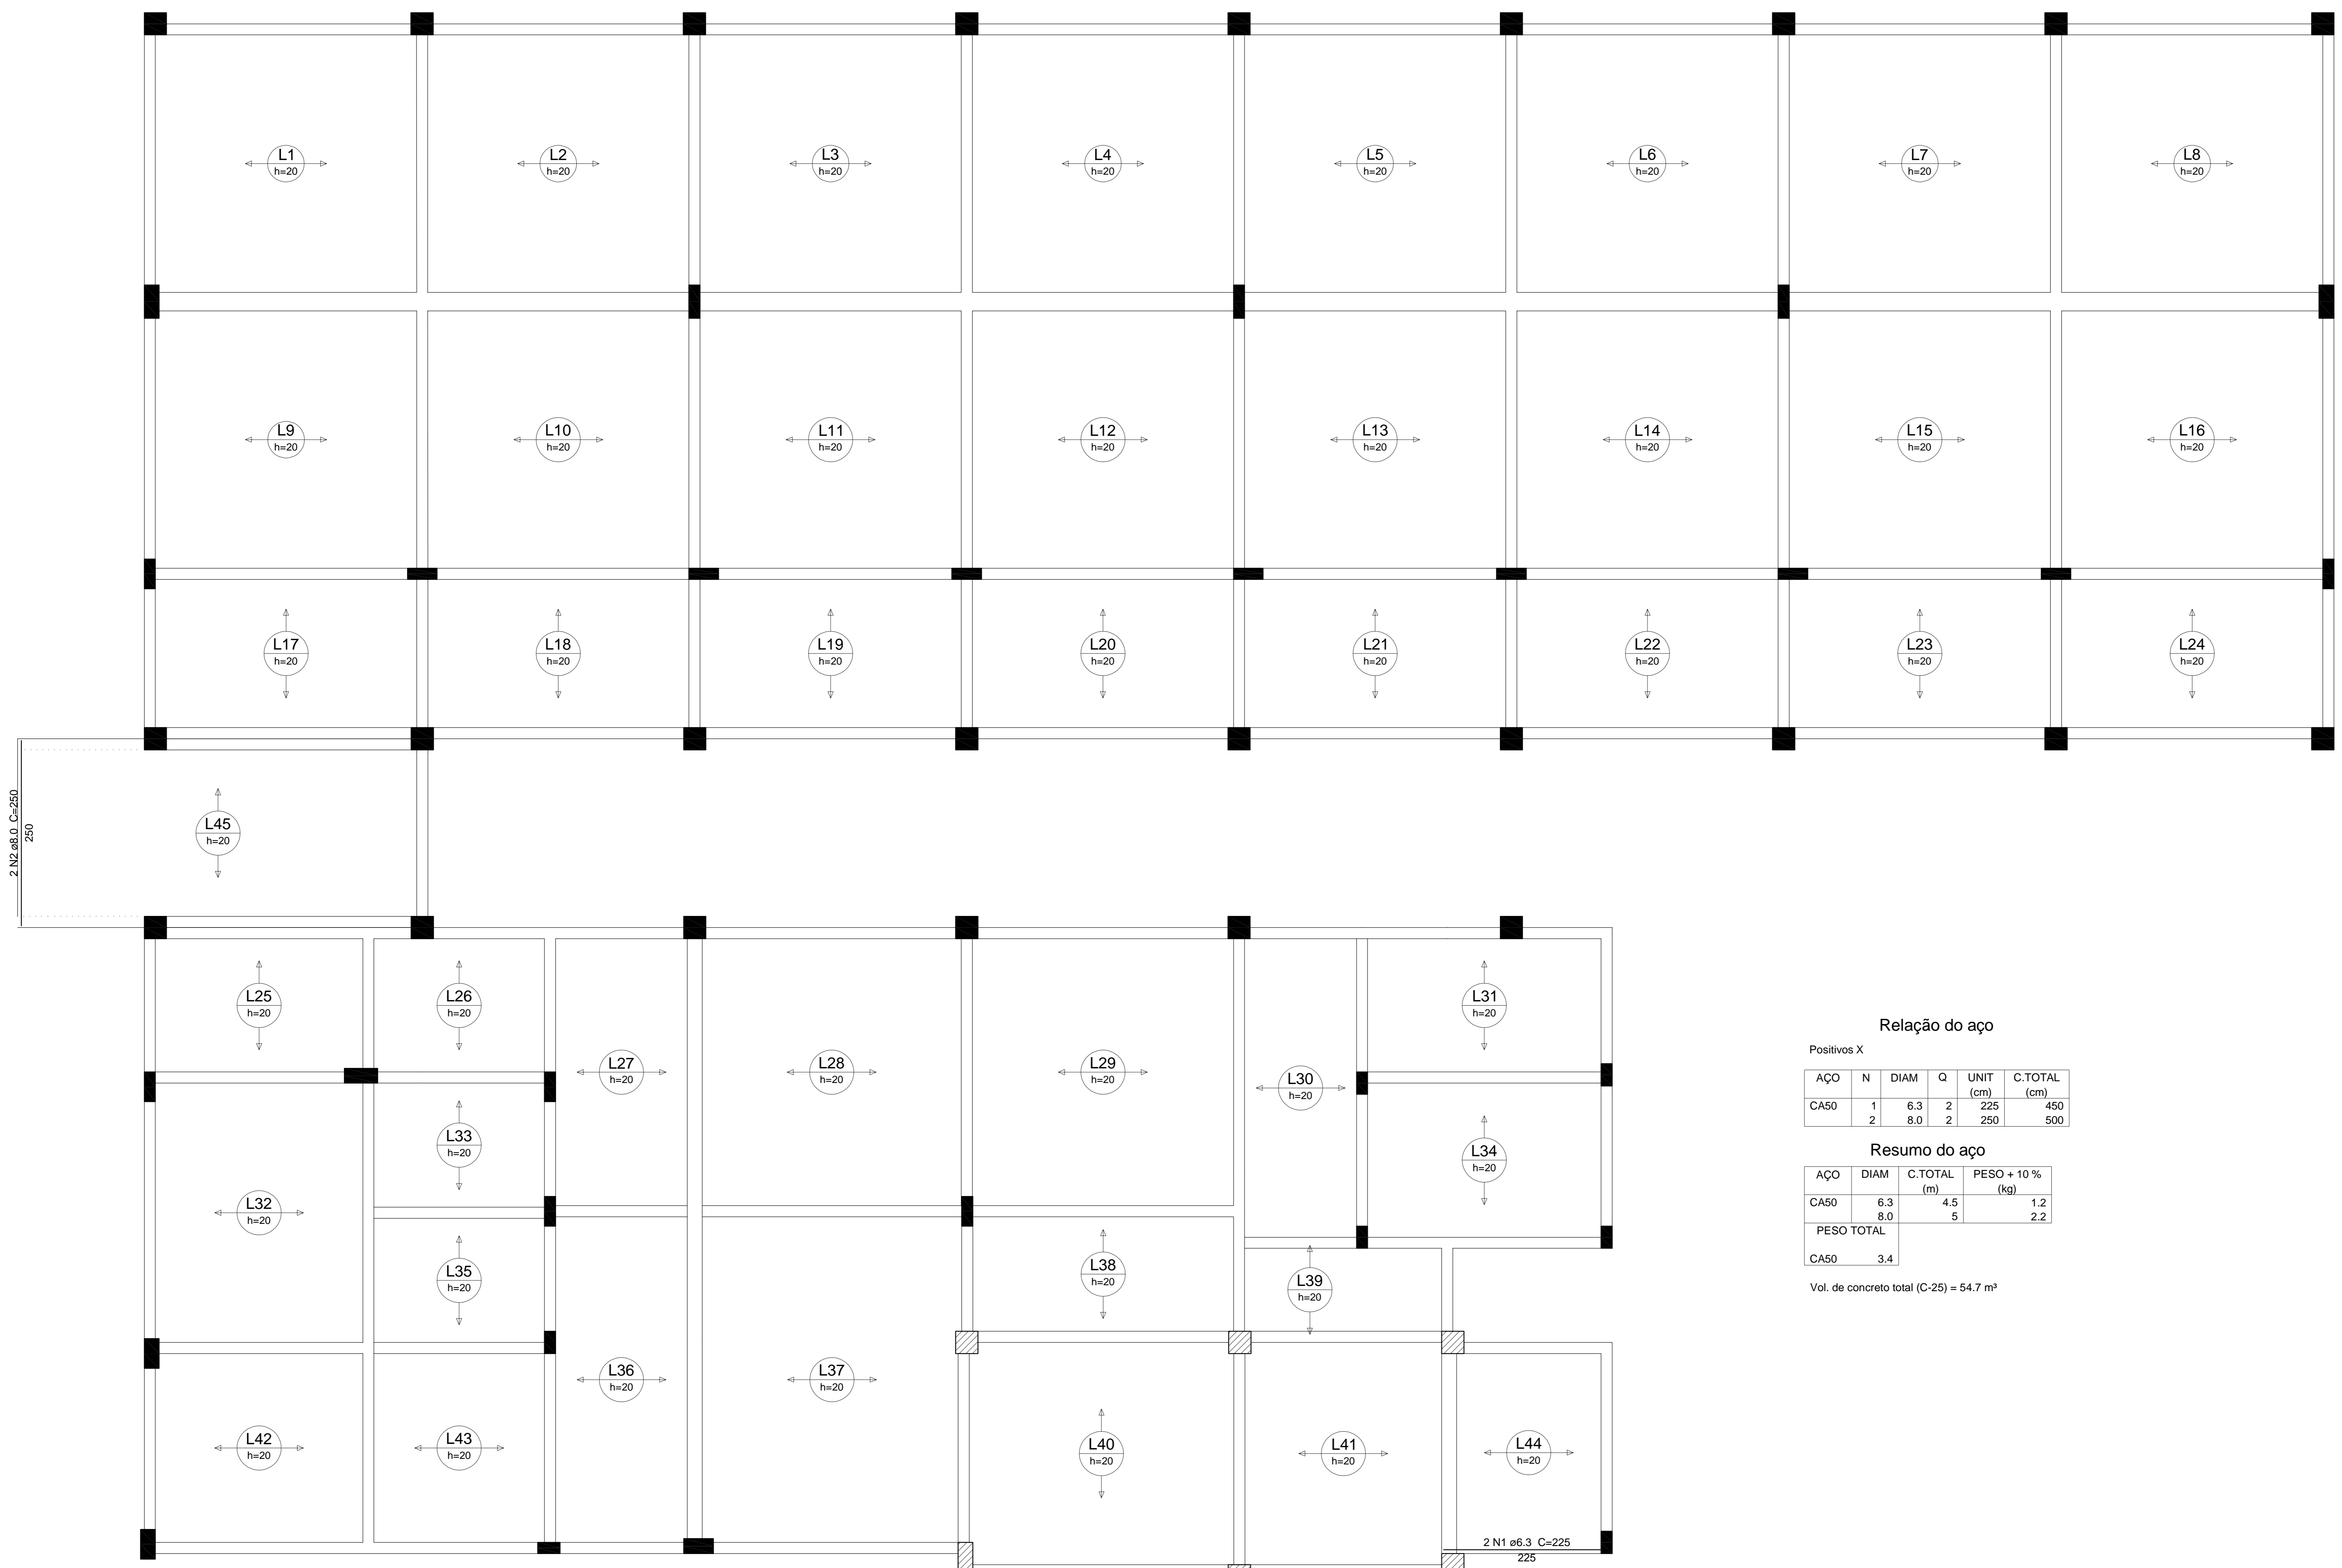 L1
h=20
L2
h=20
L3
h=20
L4
h=20
L5
h=20
L6
h=20
L7
h=20
L8
h=20
L9
h=20
L10
h=20
L11
h=20
L12
h=20
L13
h=20
L14
h=20
L15
h=20
L16
h=20
L17
h=20
L18
h=20
L19
h=20
L20
h=20
L21
h=20
L22
h=20
L23
h=20
L24
h=20
2 N2 ø8.0 C=250
250
L45
h=20
L25
h=20
L26
h=20
L27
h=20
L28
h=20
L29
h=20
L30
h=20
L31
h=20
L32
h=20
L33
h=20
L34
h=20
L35
h=20
L36
h=20
L37
h=20
L38
h=20
L39
h=20
L40
h=20
L41
h=20
L42
h=20
L43
h=20
L44
h=20
2 N1 ø6.3 C=225
225
Relação do aço
Positivos X
AÇO N DIAM Q UNIT C.TOTAL
(cm) (cm)
CA50 1 6.3 2 225 450
2 8.0 2 250 500
Resumo do aço
AÇO DIAM C.TOTAL PESO + 10 %
(m) (kg)
CA50 6.3 4.5 1.2
8.0 5 2.2
PESO TOTAL
CA50 3.4
Vol. de concreto total (C-25) = 54.7 m³